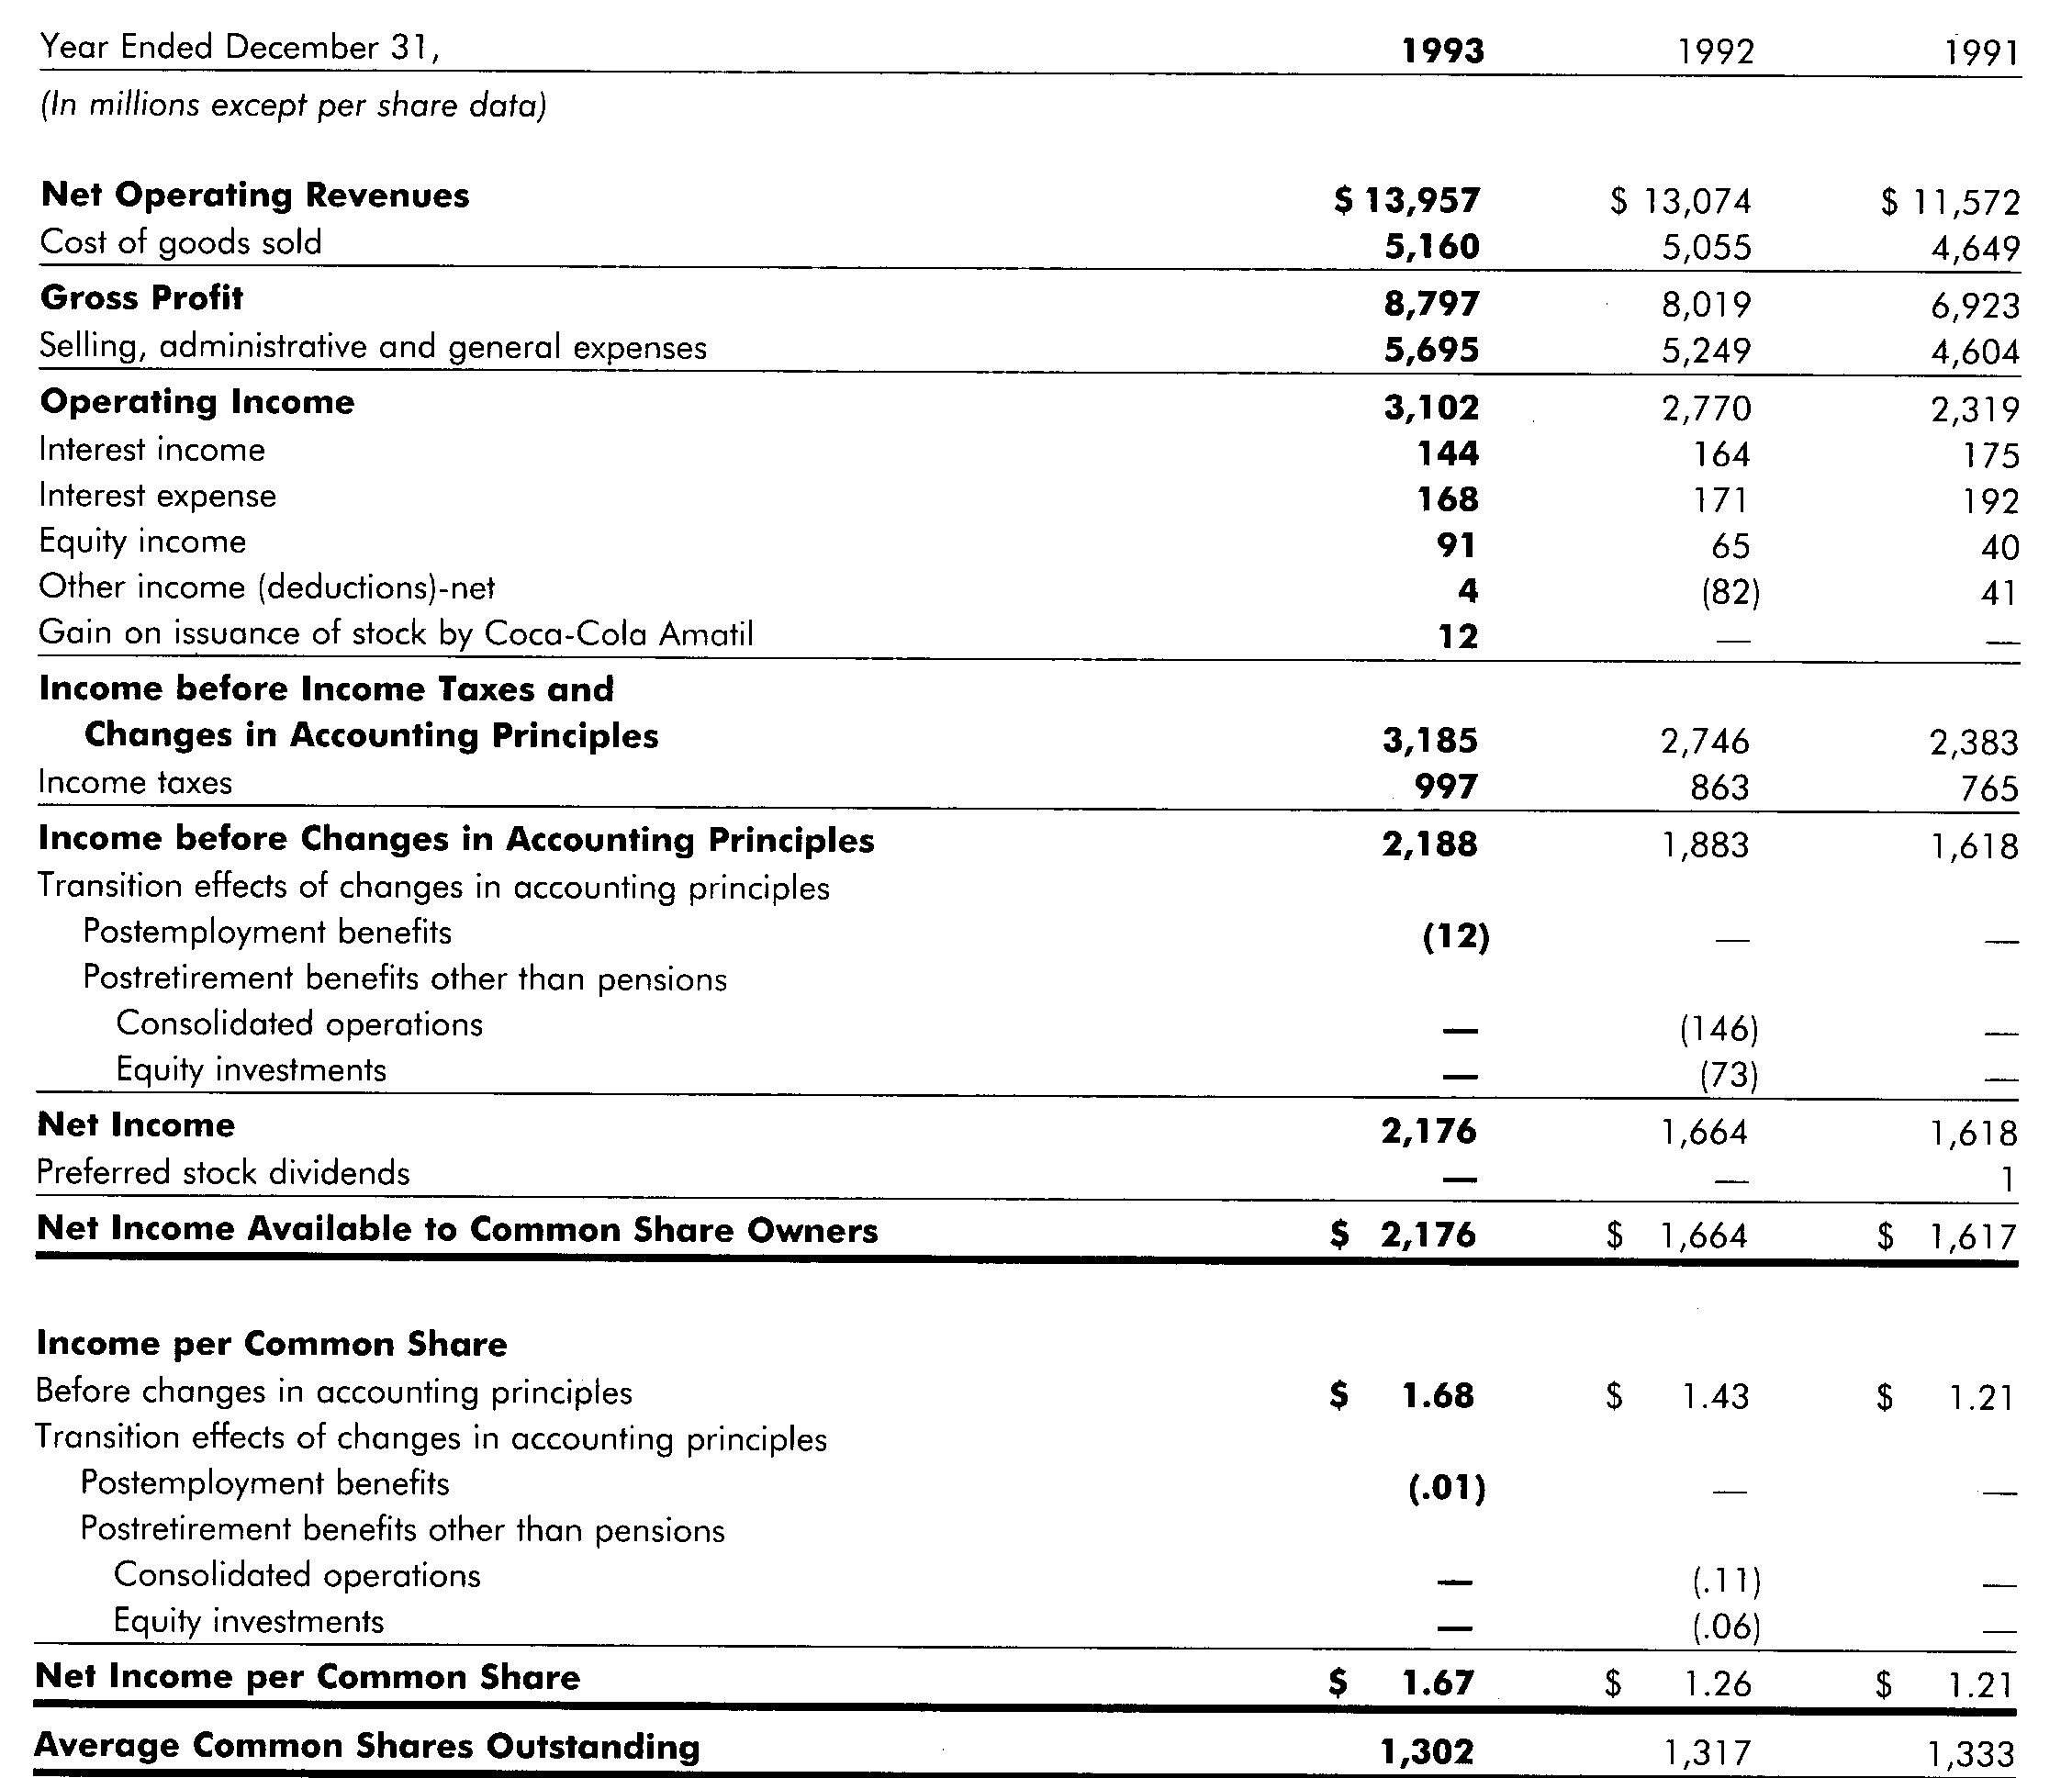 Year Ended December 31, 1993 1992 1991
(In millions except per share data)
Net Operating Revenues $ 13,957 $ 13,074 $ 11,572
Cost of goods sold 5,160 5,055 4,649
Gross Profit 8,797 8,019 6,923
Selling, administrative and general expenses 5,695 5,249 4,604
Operating Income 3,102 2,770 2,319
Interest income 144 164 175
Interest expense 168 171 192
Equity income 91 65 40
Other income (deductions)-net 4 (82) 41
Gain on issuance of stock by Coca-Cola Amatil 12 — —
Income before Income Taxes and
Changes in Accounting Principles 3,185 2,746 2,383
Income taxes 997 863 765
Income before Changes in Accounting Principles 2,188 1,883 1,618
Transition effects of changes in accounting principles
Postemployment benefits (12) — —
Postretirement benefits other than pensions
Consolidated operations — (146) —
Equity investments — (73) —
Net Income 2,176 1,664 1,618
Preferred stock dividends — — 1
Net Income Available to Common Share Owners $ 2,176 $ 1,664 $ 1,617
Income per Common Share
Before changes in accounting principles $ 1.68 $ 1.43 $ 1.21
Transition effects of changes in accounting principles
Postemployment benefits (.01) — —
Postretirement benefits other than pensions
Consolidated operations — (.11) —
Equity investments — (.06) —
Net Income per Common Share $ 1.67 $ 1.26 $ 1.21
Average Common Shares Outstanding 1,302 1,317 1,333